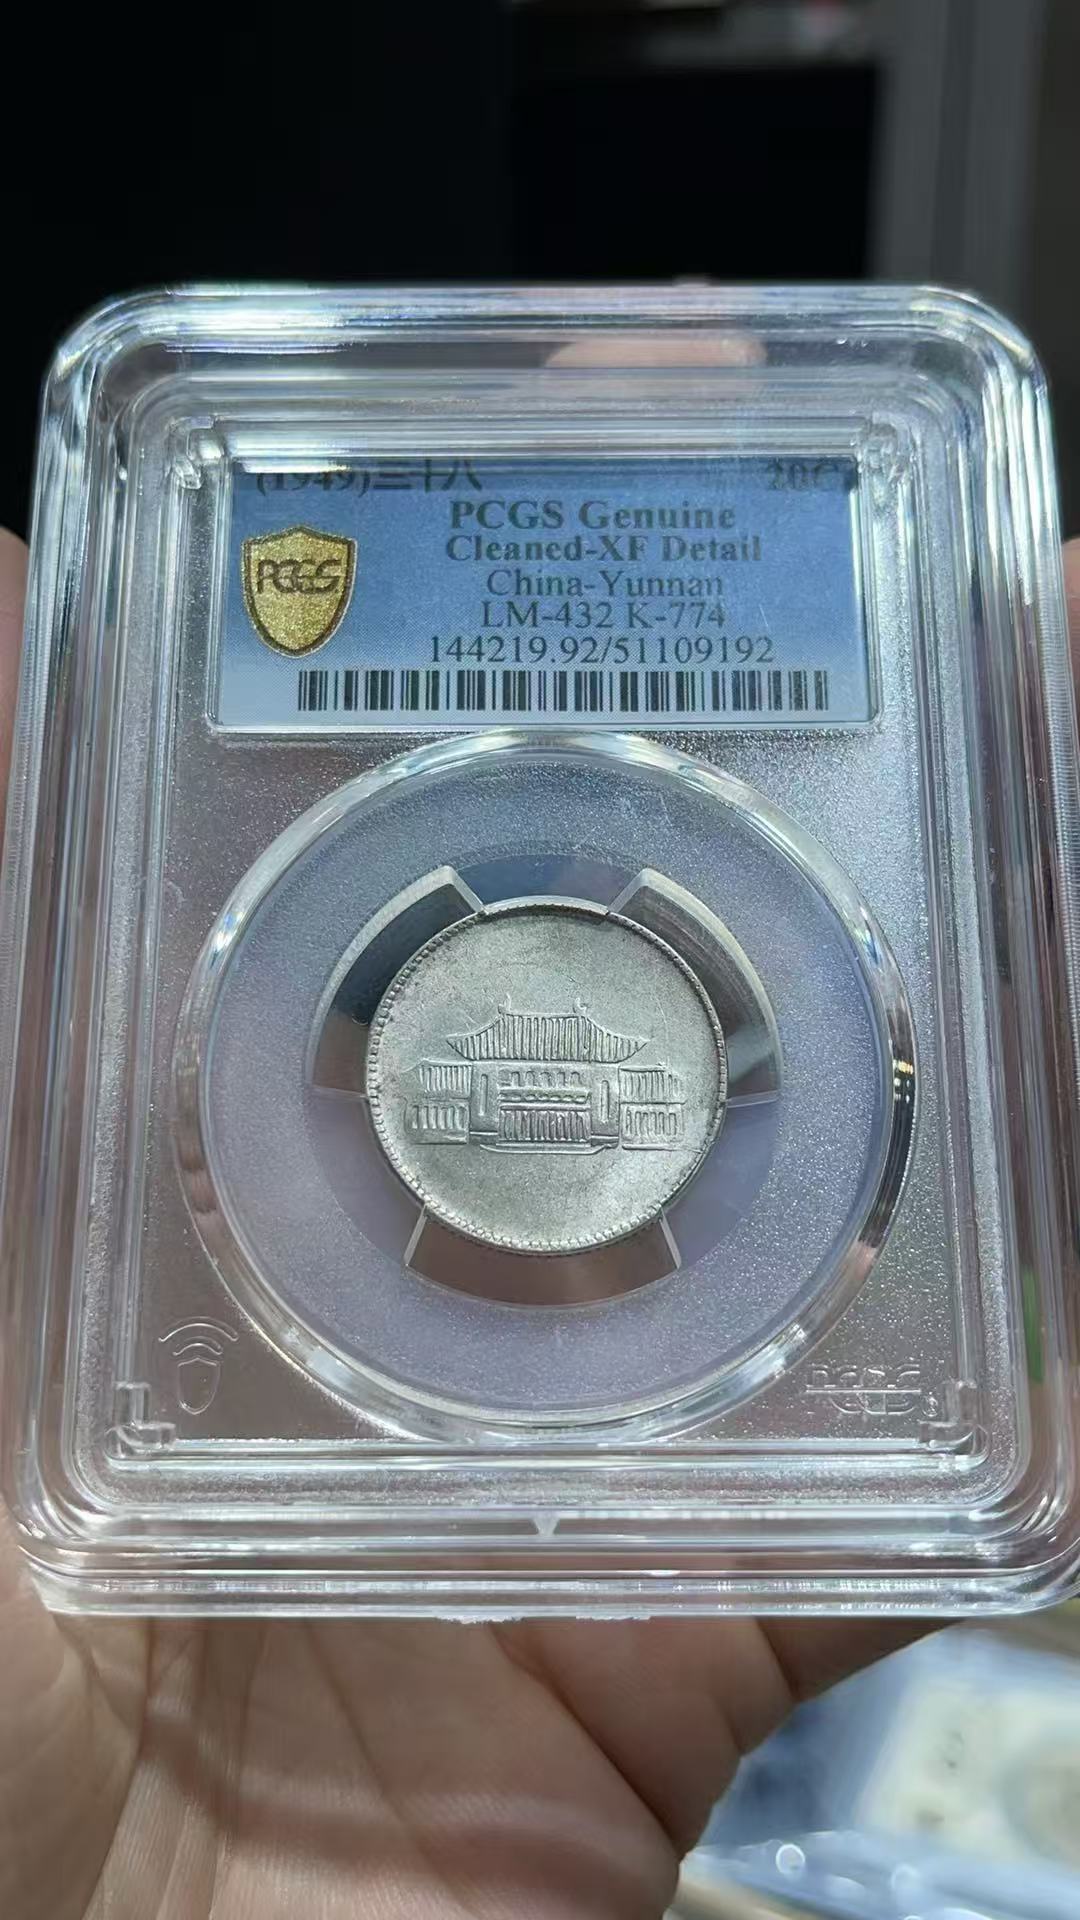 (1949)三十八 20C
PCGS Genuine
Cleaned-XF Detail
China-Yunnan
LM-432 K-774
144219.92/51109192
PCGS
PCGS